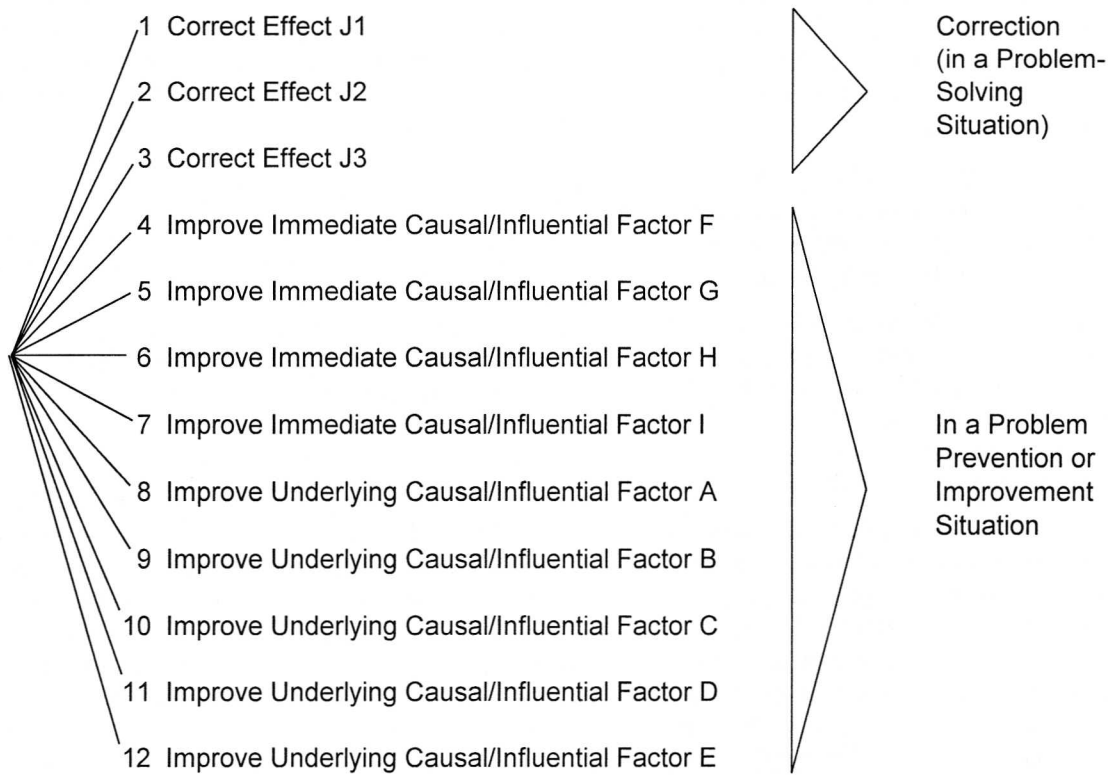 1 Correct Effect J1
2 Correct Effect J2
3 Correct Effect J3
4 Improve Immediate Causal/Influential Factor F
5 Improve Immediate Causal/Influential Factor G
6 Improve Immediate Causal/Influential Factor H
7 Improve Immediate Causal/Influential Factor I
8 Improve Underlying Causal/Influential Factor A
9 Improve Underlying Causal/Influential Factor B
10 Improve Underlying Causal/Influential Factor C
11 Improve Underlying Causal/Influential Factor D
12 Improve Underlying Causal/Influential Factor E
Correction
(in a Problem-
Solving
Situation)
In a Problem
Prevention or
Improvement
Situation